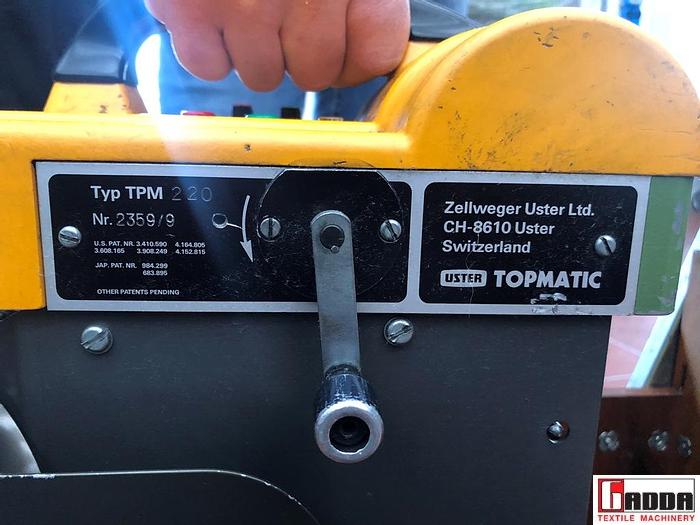 Typ TPM 220
Nr. 2359/9
U.S. PAT. NR. 3.410.590 4.164.805
3.608.165 3.908.249 4.152.815
JAP. PAT. NR. 984.299
683.895
OTHER PATENTS PENDING
Zellweger Uster Ltd.
CH-8610 Uster
Switzerland
USTER TOPMATIC
GADDA
TEXTILE MACHINERY